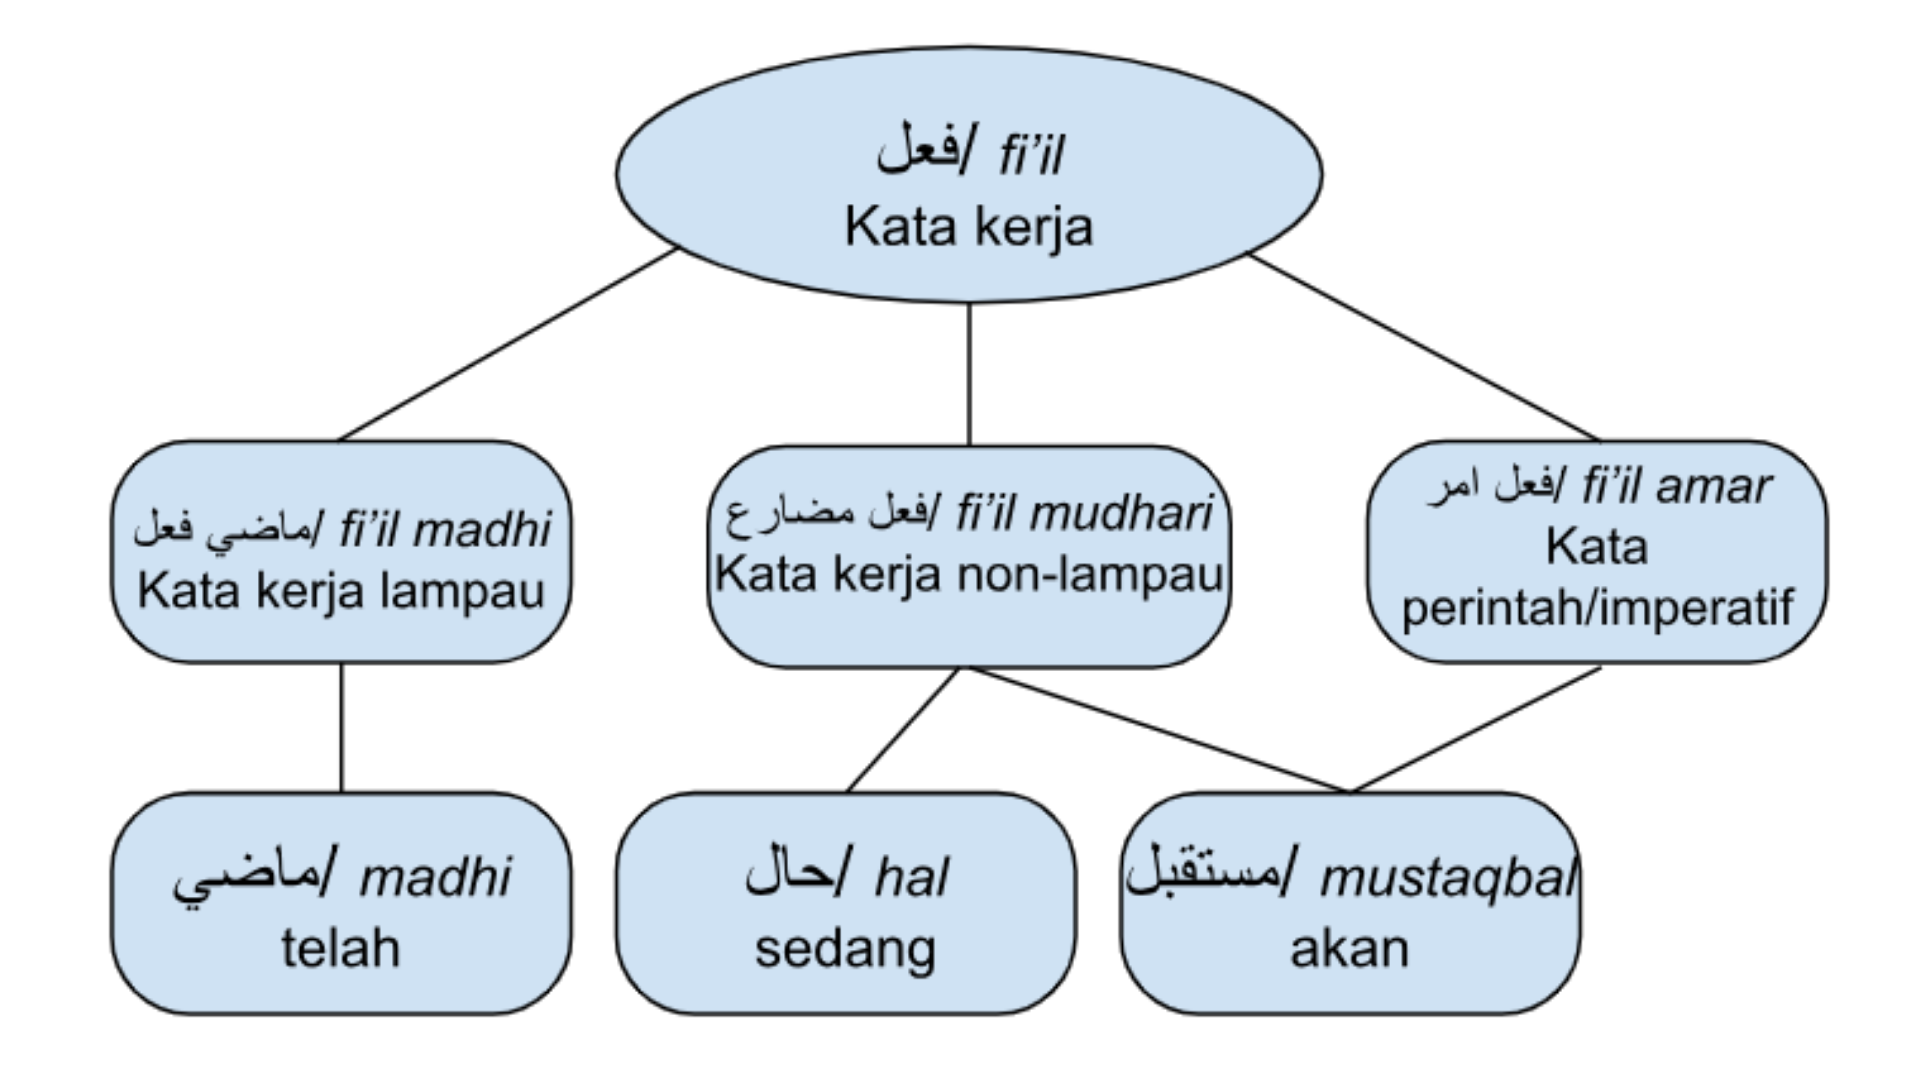 فعل/ fi’il
Kata kerja
ماضي فعل/ fi’il madhi
Kata kerja lampau
فعل مضارع/ fi’il mudhari
Kata kerja non-lampau
فعل امر/ fi’il amar
Kata
perintah/imperatif
ماضي/ madhi
telah
حال/ hal
sedang
مستقبل/ mustaqbal
akan